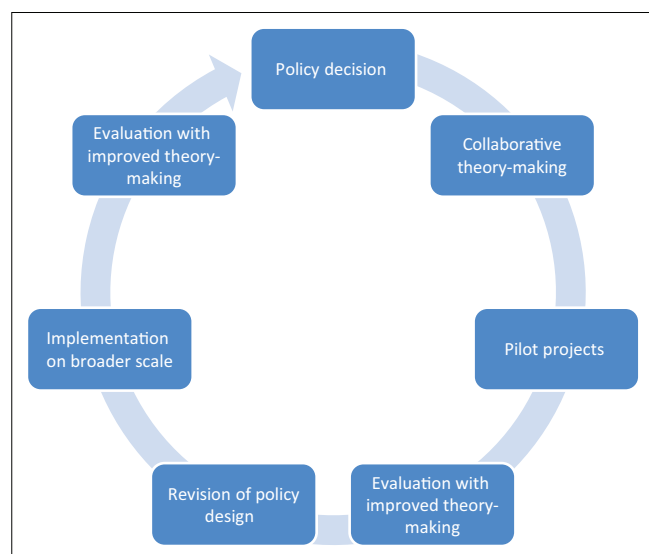 Policy decision
Collaborative
theory-making
Pilot projects
Evaluation with
improved theory-
making
Revision of policy
design
Implementation
on broader scale
Evaluation with
improved theory-
making